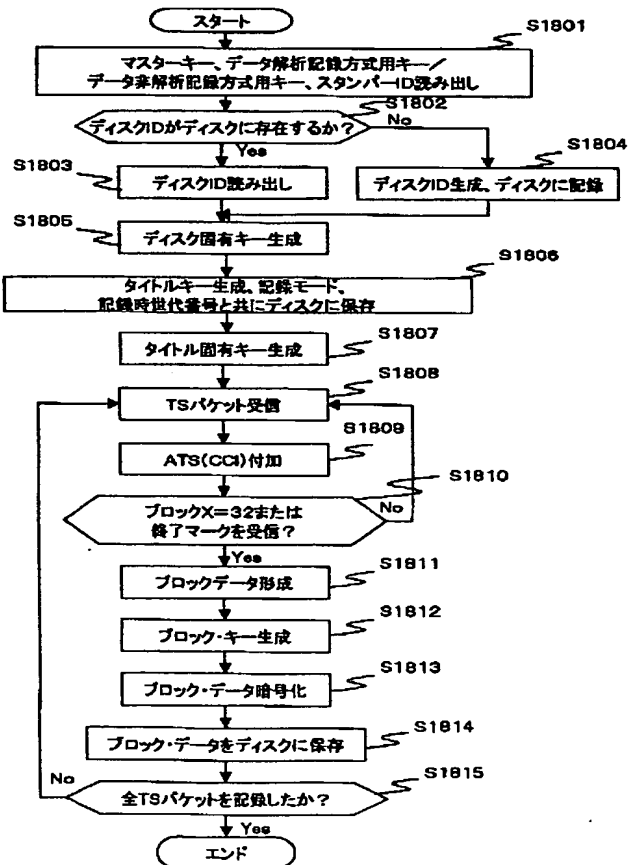 スタート
S1801
マスターキー、データ解析記録方式用キー/
データ非解析記録方式用キー、スタンパーID読み出し
S1802
ディスクIDがディスクに存在するか?
No
Yes
S1803
ディスクID読み出し
S1804
ディスクID生成、ディスクに記録
S1805
ディスク固有キー生成
S1806
タイトルキー生成、記録モード、
記録時世代番号と共にディスクに保存
S1807
タイトル固有キー生成
S1808
TSパケット受信
S1809
ATS(CCI)付加
S1810
ブロックX=32または
終了マークを受信?
No
Yes
S1811
ブロックデータ形成
S1812
ブロック・キー生成
S1813
ブロック・データ暗号化
S1814
ブロック・データをディスクに保存
S1815
No
全TSパケットを記録したか?
Yes
エンド